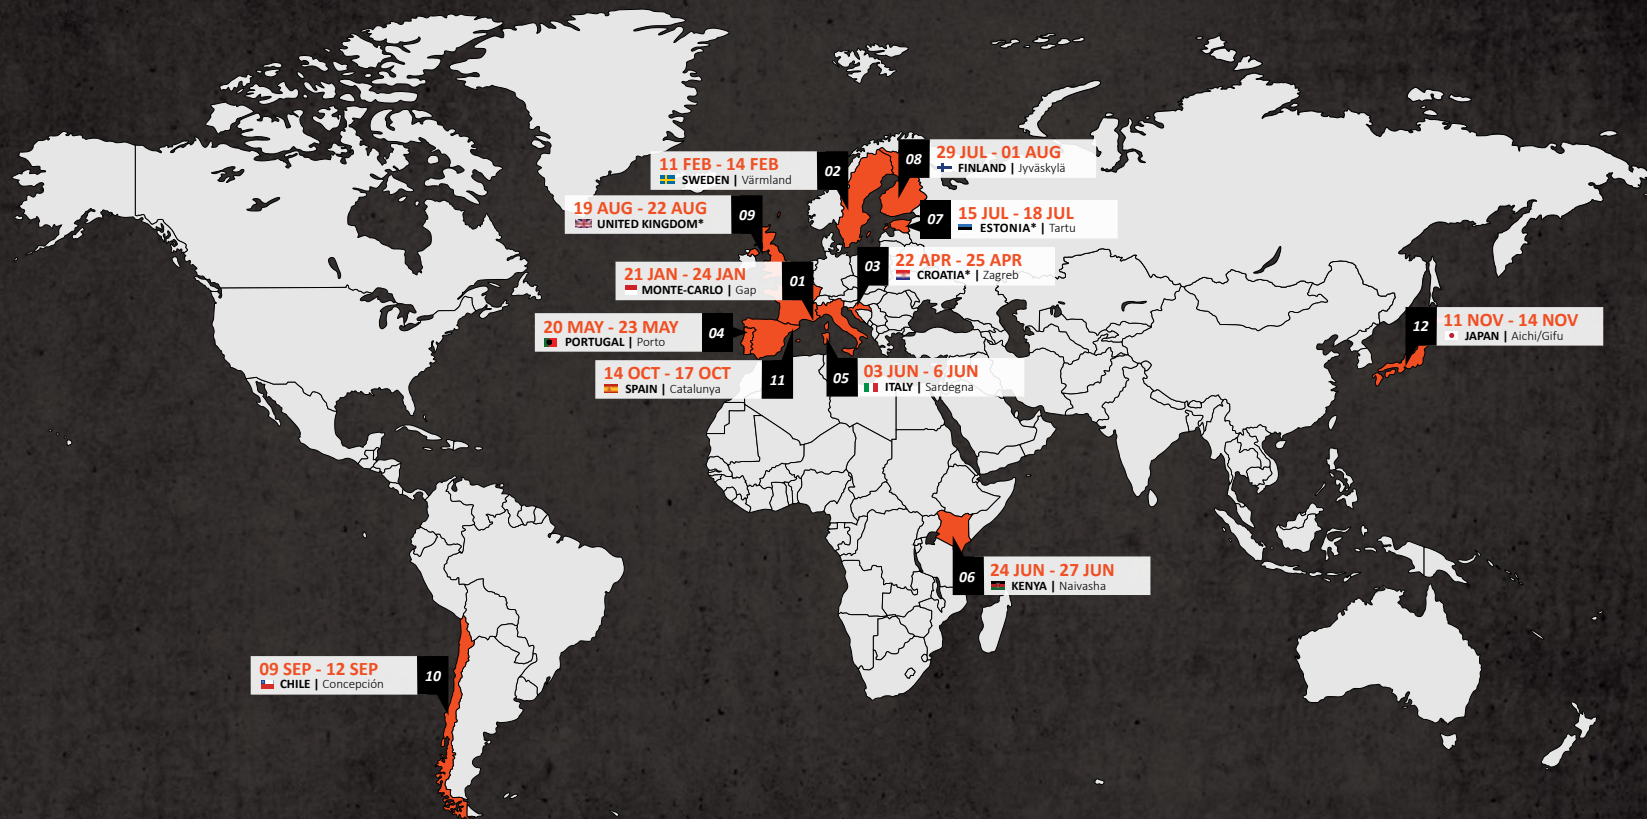 11 FEB - 14 FEB
SWEDEN | Värmland
02
08
29 JUL - 01 AUG
FINLAND | Jyväskylä
19 AUG - 22 AUG
UNITED KINGDOM*
09
07
15 JUL - 18 JUL
ESTONIA* | Tartu
21 JAN - 24 JAN
MONTE-CARLO | Gap
01
03
22 APR - 25 APR
CROATIA* | Zagreb
20 MAY - 23 MAY
PORTUGAL | Porto
04
12
11 NOV - 14 NOV
JAPAN | Aichi/Gifu
14 OCT - 17 OCT
SPAIN | Catalunya
11
05
03 JUN - 6 JUN
ITALY | Sardegna
06
24 JUN - 27 JUN
KENYA | Naivasha
09 SEP - 12 SEP
CHILE | Concepción
10